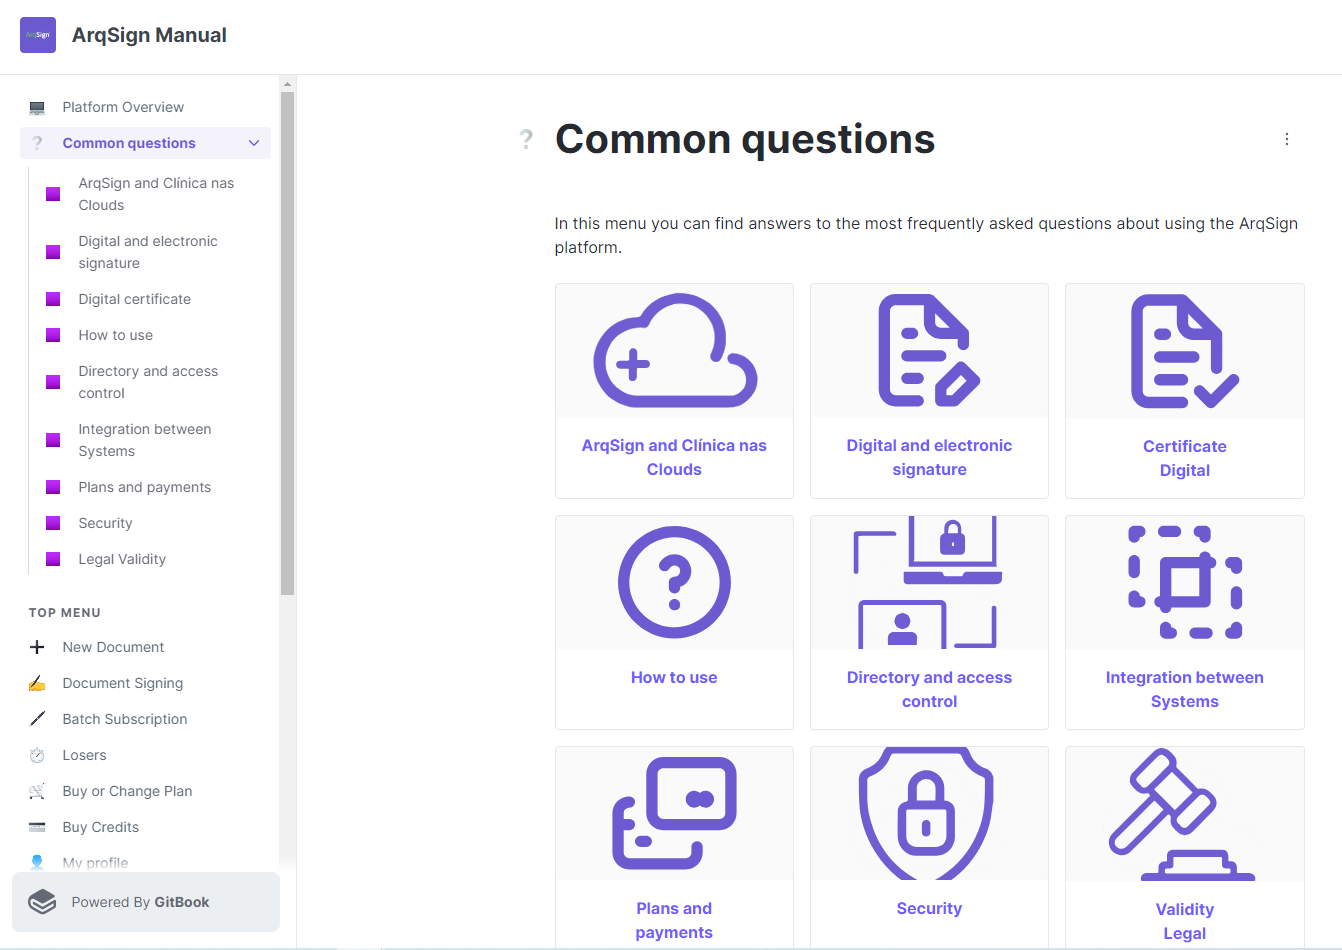 ArqSign
ArqSign Manual
Platform Overview
Common questions
ArqSign and Clínica nas
Clouds
Digital and electronic
signature
Digital certificate
How to use
Directory and access
control
Integration between
Systems
Plans and payments
Security
Legal Validity
TOP MENU
New Document
Document Signing
Batch Subscription
Losers
Buy or Change Plan
Buy Credits
My profile
Powered By GitBook
Common questions
In this menu you can find answers to the most frequently asked questions about using the ArqSign
platform.
ArqSign and Clínica nas
Clouds
Digital and electronic
signature
Certificate
Digital
How to use
Directory and access
control
Integration between
Systems
Plans and
payments
Security
Validity
Legal